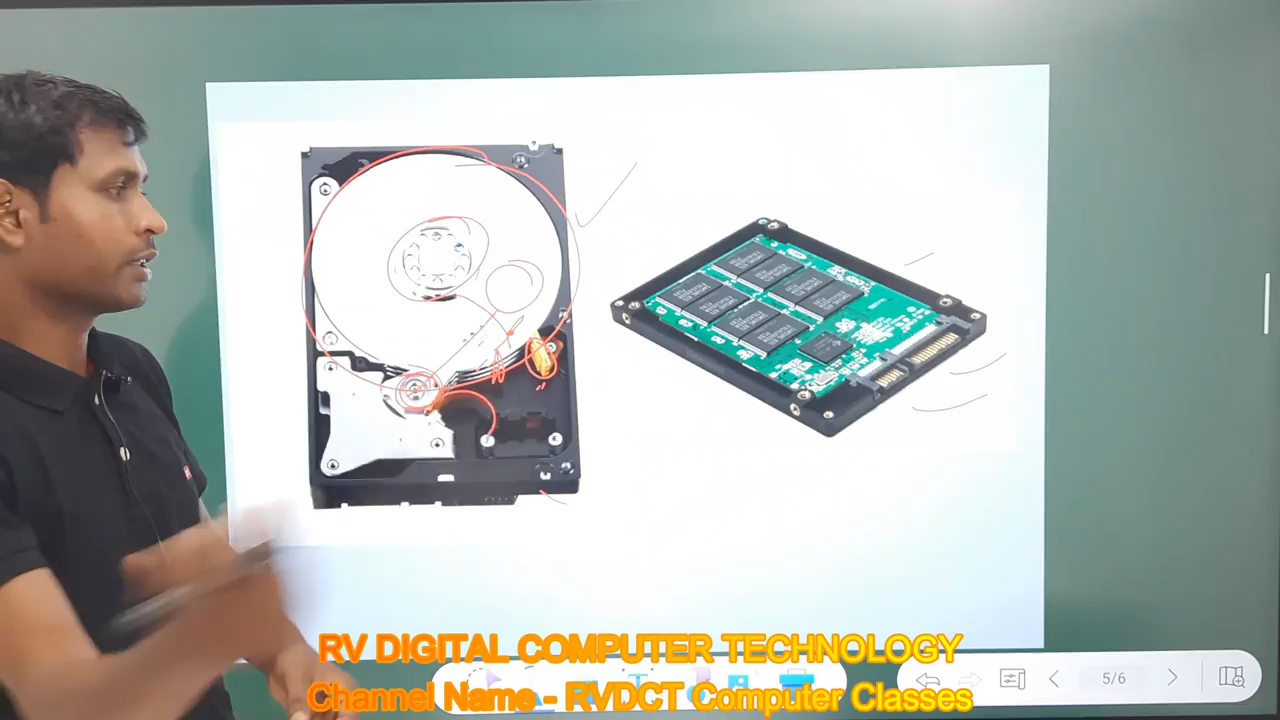 RV DIGITAL COMPUTER TECHNOLOGY
5/6
Channel Name - RVDCT Computer Classes